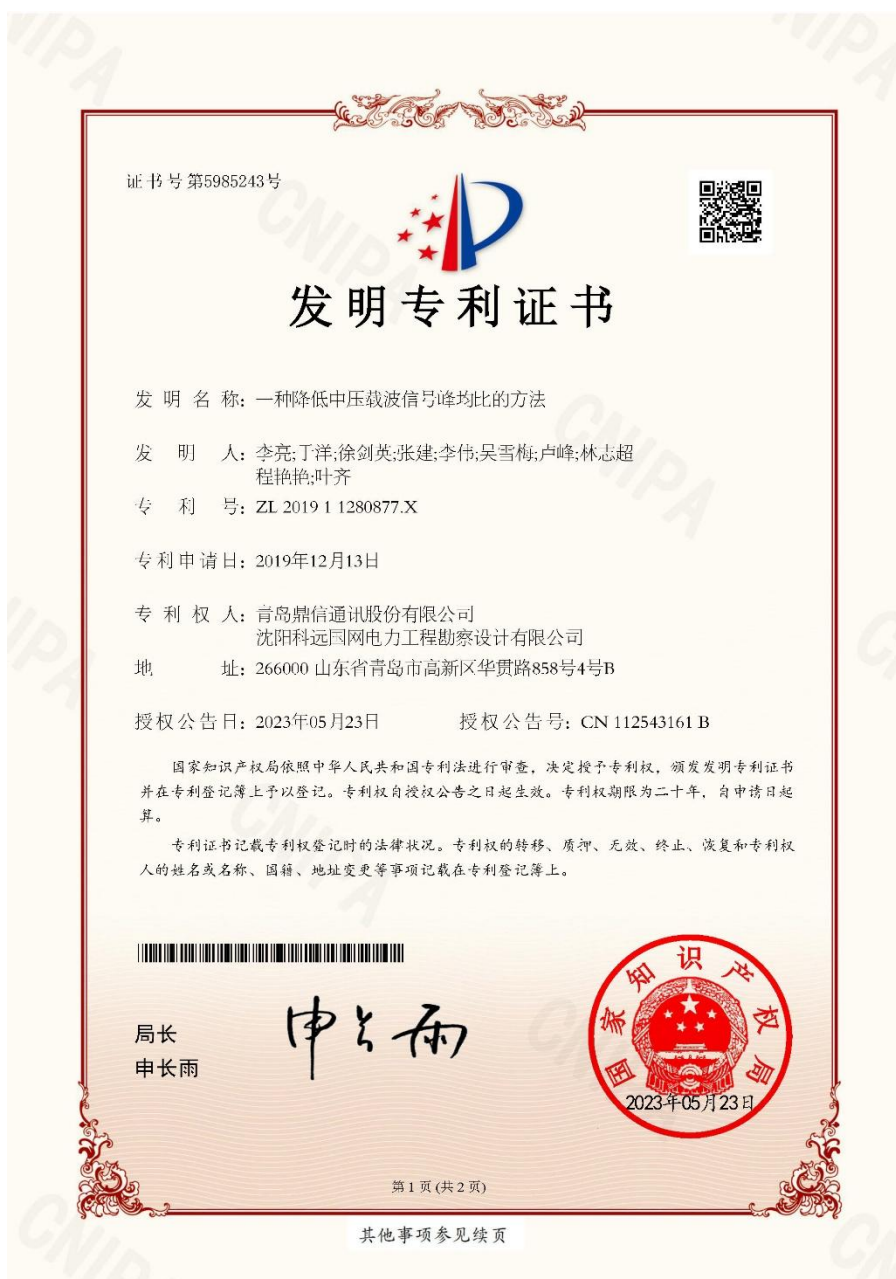 证书号第5985243号
发明专利证书
发明名称：一种降低中压载波信号峰均比的方法
发明人：李亮;丁洋;徐剑英;张建;李伟;吴雪梅;卢峰;林志超
程艳艳;叶齐
专利号：ZL 2019 1 1280877.X
专利申请日：2019年12月13日
专利权人：青岛鼎信通讯股份有限公司
沈阳科远国网电力工程勘察设计有限公司
地址：266000 山东省青岛市高新区华贯路858号4号B
授权公告日：2023年05月23日 授权公告号：CN 112543161 B
国家知识产权局依照中华人民共和国专利法进行审查，决定授予专利权，颁发发明专利证书
并在专利登记簿上予以登记。专利权自授权公告之日起生效。专利权期限为二十年，自申请日起
算。
专利证书记载专利权登记时的法律状况。专利权的转移、质押、无效、终止、恢复和专利权
人的姓名或名称、国籍、地址变更等事项记载在专利登记簿上。
局长
申长雨
申长雨
国家知识产权局
2023年05月23日
第1页(共2页)
其他事项参见续页
CNIPA